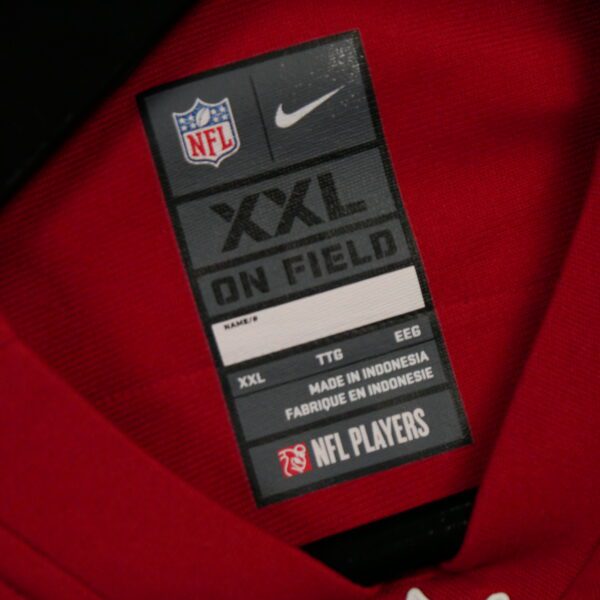 NFL
XXL
ON FIELD
NAME/#
XXL TTG EEG
MADE IN INDONESIA
FABRIQUE EN INDONESIE
NFL PLAYERS